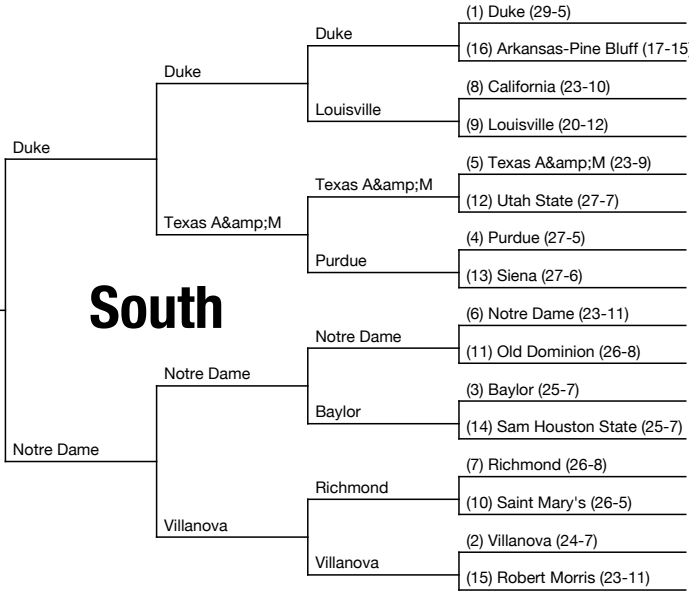 (1) Duke (29-5)
Duke
(16) Arkansas-Pine Bluff (17-15)
Duke
(8) California (23-10)
Louisville
(9) Louisville (20-12)
Duke
(5) Texas A&amp;M (23-9)
Texas A&amp;M
(12) Utah State (27-7)
Texas A&amp;M
(4) Purdue (27-5)
Purdue
(13) Siena (27-6)
South
(6) Notre Dame (23-11)
Notre Dame
(11) Old Dominion (26-8)
Notre Dame
(3) Baylor (25-7)
Baylor
(14) Sam Houston State (25-7)
Notre Dame
(7) Richmond (26-8)
Richmond
(10) Saint Mary's (26-5)
Villanova
(2) Villanova (24-7)
Villanova
(15) Robert Morris (23-11)